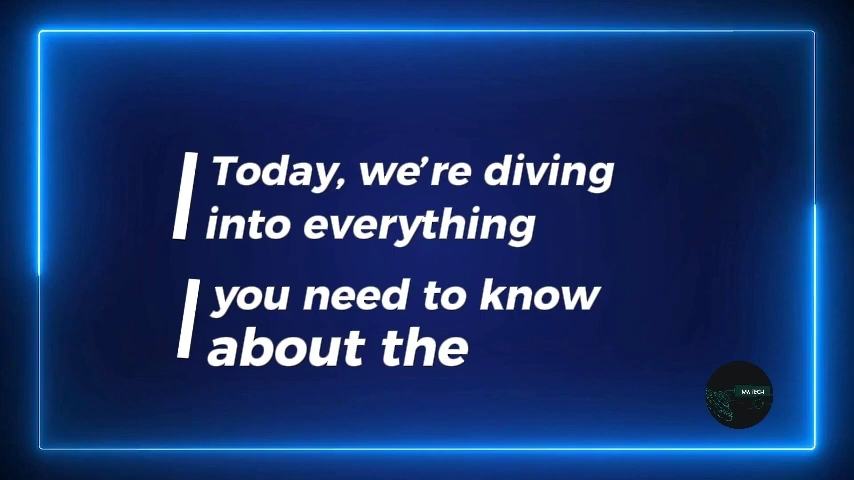 Today, we’re diving
into everything
you need to know
about the